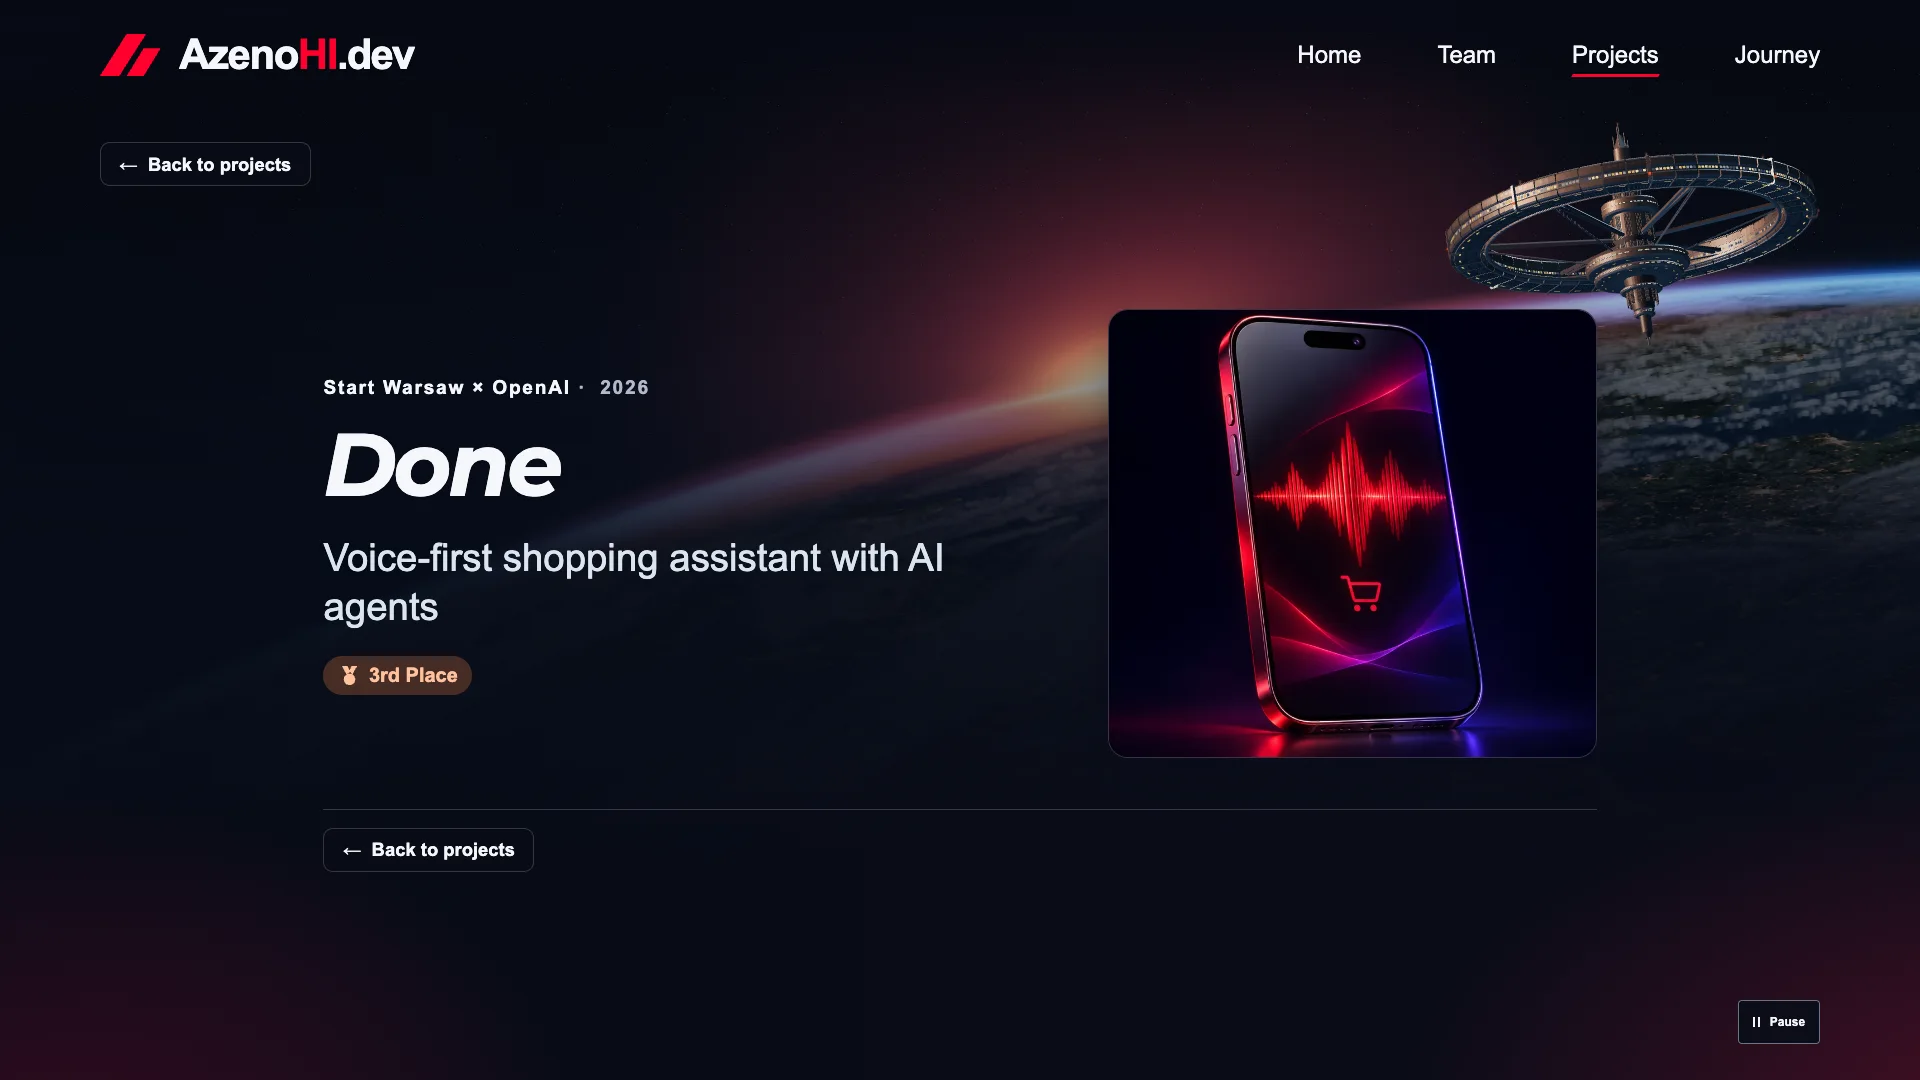 AzenoHI.dev
Home
Team
Projects
Journey
← Back to projects
Start Warsaw × OpenAI · 2026
Done
Voice-first shopping assistant with AI
agents
3rd Place
← Back to projects
Pause